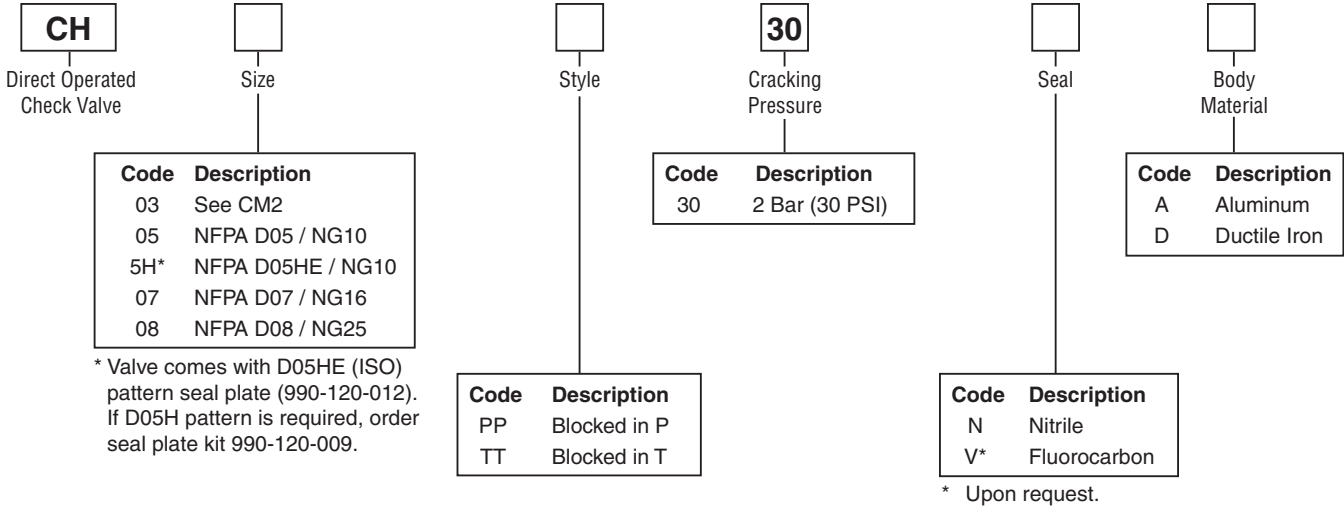 CH
30
Direct Operated
Check Valve
Size
Style
Cracking
Pressure
Seal
Body
Material
Code Description
03 See CM2
05 NFPA D05 / NG10
5H* NFPA D05HE / NG10
07 NFPA D07 / NG16
08 NFPA D08 / NG25
* Valve comes with D05HE (ISO)
pattern seal plate (990-120-012).
If D05H pattern is required, order
seal plate kit 990-120-009.
Code Description
PP Blocked in P
TT Blocked in T
Code Description
30 2 Bar (30 PSI)
Code Description
N Nitrile
V* Fluorocarbon
* Upon request.
Code Description
A Aluminum
D Ductile Iron